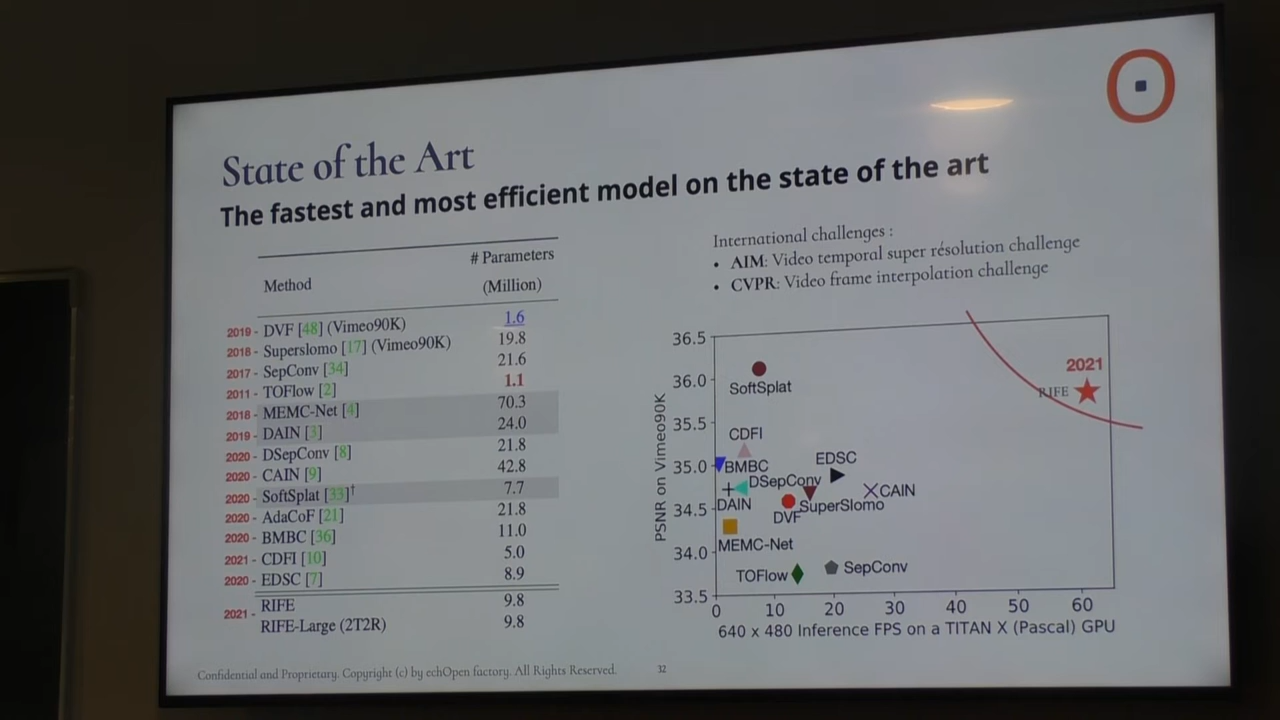 State of the Art
The fastest and most efficient model on the state of the art
Method # Parameters (Million)
2019 - DVF [48] (Vimeo90K) 1.6
2018 - Superslomo [17] (Vimeo90K) 19.8
2017 - SepConv [34] 21.6
2011 - TOFlow [2] 1.1
2018 - MEMC-Net [4] 70.3
2019 - DAIN [3] 24.0
2020 - DSepConv [8] 21.8
2020 - CAIN [9] 42.8
2020 - SoftSplat [33]† 7.7
2020 - AdaCoF [21] 21.8
2020 - BMBC [36] 11.0
2021 - CDFI [10] 5.0
2020 - EDSC [7] 8.9
2021 - RIFE 9.8
RIFE-Large (2T2R) 9.8
International challenges :
• AIM: Video temporal super résolution challenge
• CVPR: Video frame interpolation challenge
PSNR on Vimeo90K
36.5
36.0
35.5
35.0
34.5
34.0
33.5
2021
RIFE
SoftSplat
CDFI
BMBC
EDSC
DSepConv
CAIN
DAIN
SuperSlomo
DVF
MEMC-Net
TOFlow
SepConv
0 10 20 30 40 50 60
640 x 480 Inference FPS on a TITAN X (Pascal) GPU
Confidential and Proprietary. Copyright (c) by echOpen factory. All Rights Reserved.
32